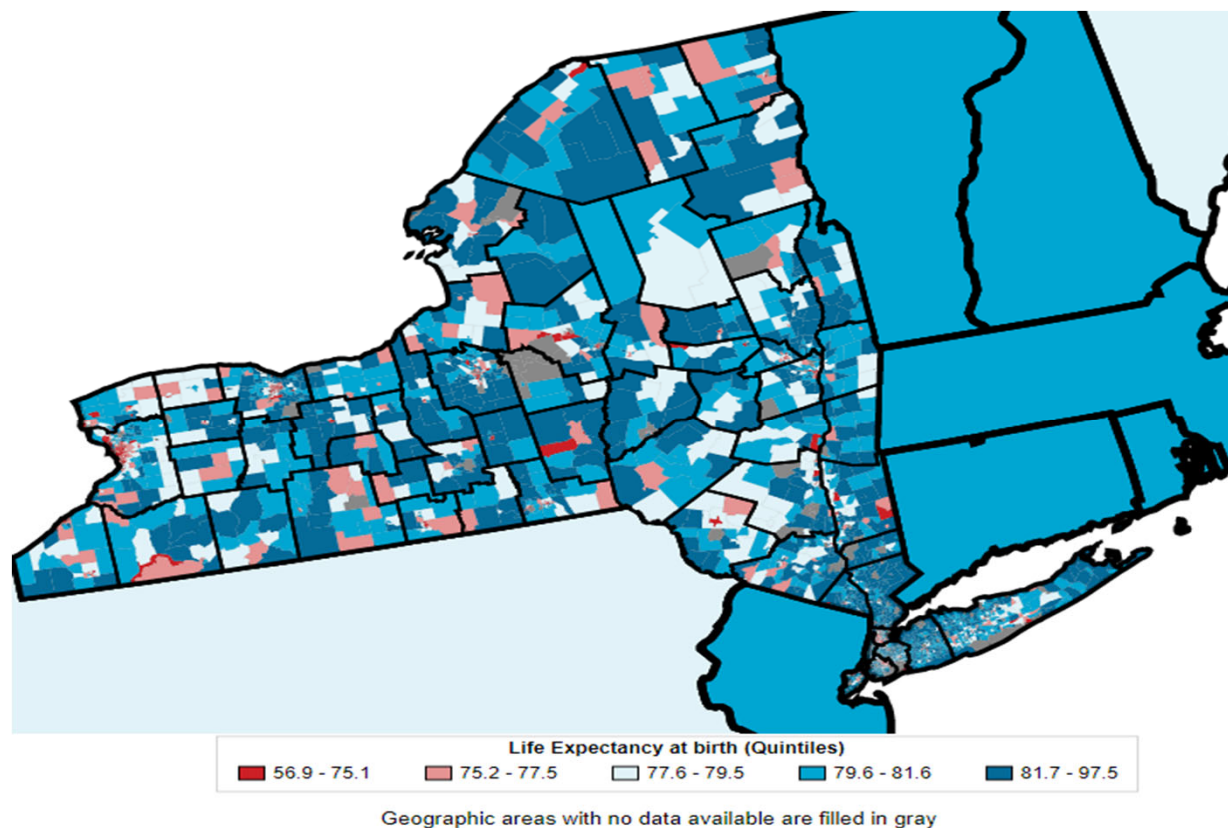 Life Expectancy at birth (Quintiles)
56.9 - 75.1 75.2 - 77.5 77.6 - 79.5 79.6 - 81.6 81.7 - 97.5
Geographic areas with no data available are filled in gray